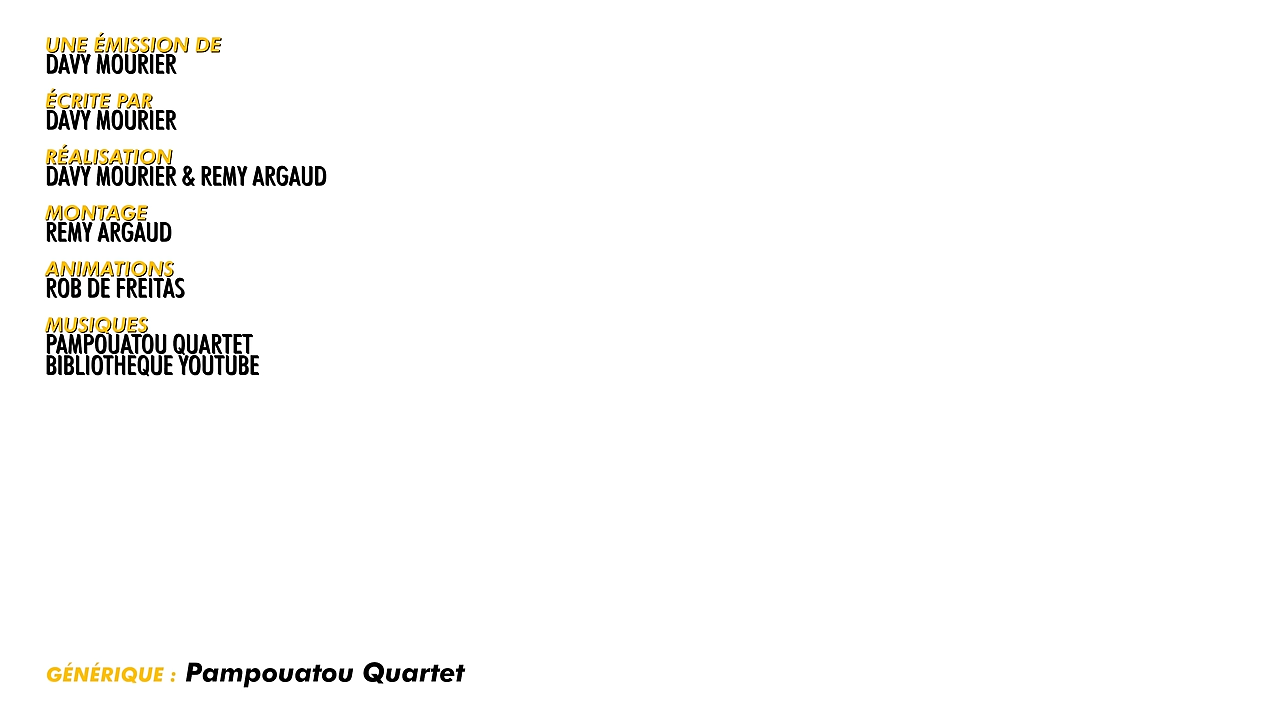 UNE ÉMISSION DE
DAVY MOURIER
ÉCRITE PAR
DAVY MOURIER
RÉALISATION
DAVY MOURIER & REMY ARGAUD
MONTAGE
REMY ARGAUD
ANIMATIONS
ROB DE FREITAS
MUSIQUES
PAMPOUATOU QUARTET
BIBLIOTHEQUE YOUTUBE
GÉNÉRIQUE : Pampouatou Quartet